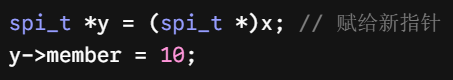 spi_t *y = (spi_t *)x; // 赋给新指针
y->member = 10;